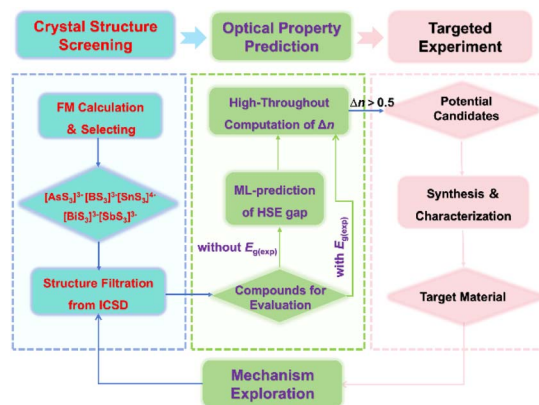 Crystal Structure
Screening
Optical Property
Prediction
Targeted
Experiment
FM Calculation
& Selecting
[AsS₃]³⁻[BS₃]³⁻[SnS₃]⁴⁻
[BiS₃]³⁻[SbS₃]³⁻
Structure Filtration
from ICSD
High-Throughout
Computation of Δn
Δn > 0.5
ML-prediction
of HSE gap
without Eg(exp)
with Eg(exp)
Compounds for
Evaluation
Potential
Candidates
Synthesis &
Characterization
Target Material
Mechanism
Exploration